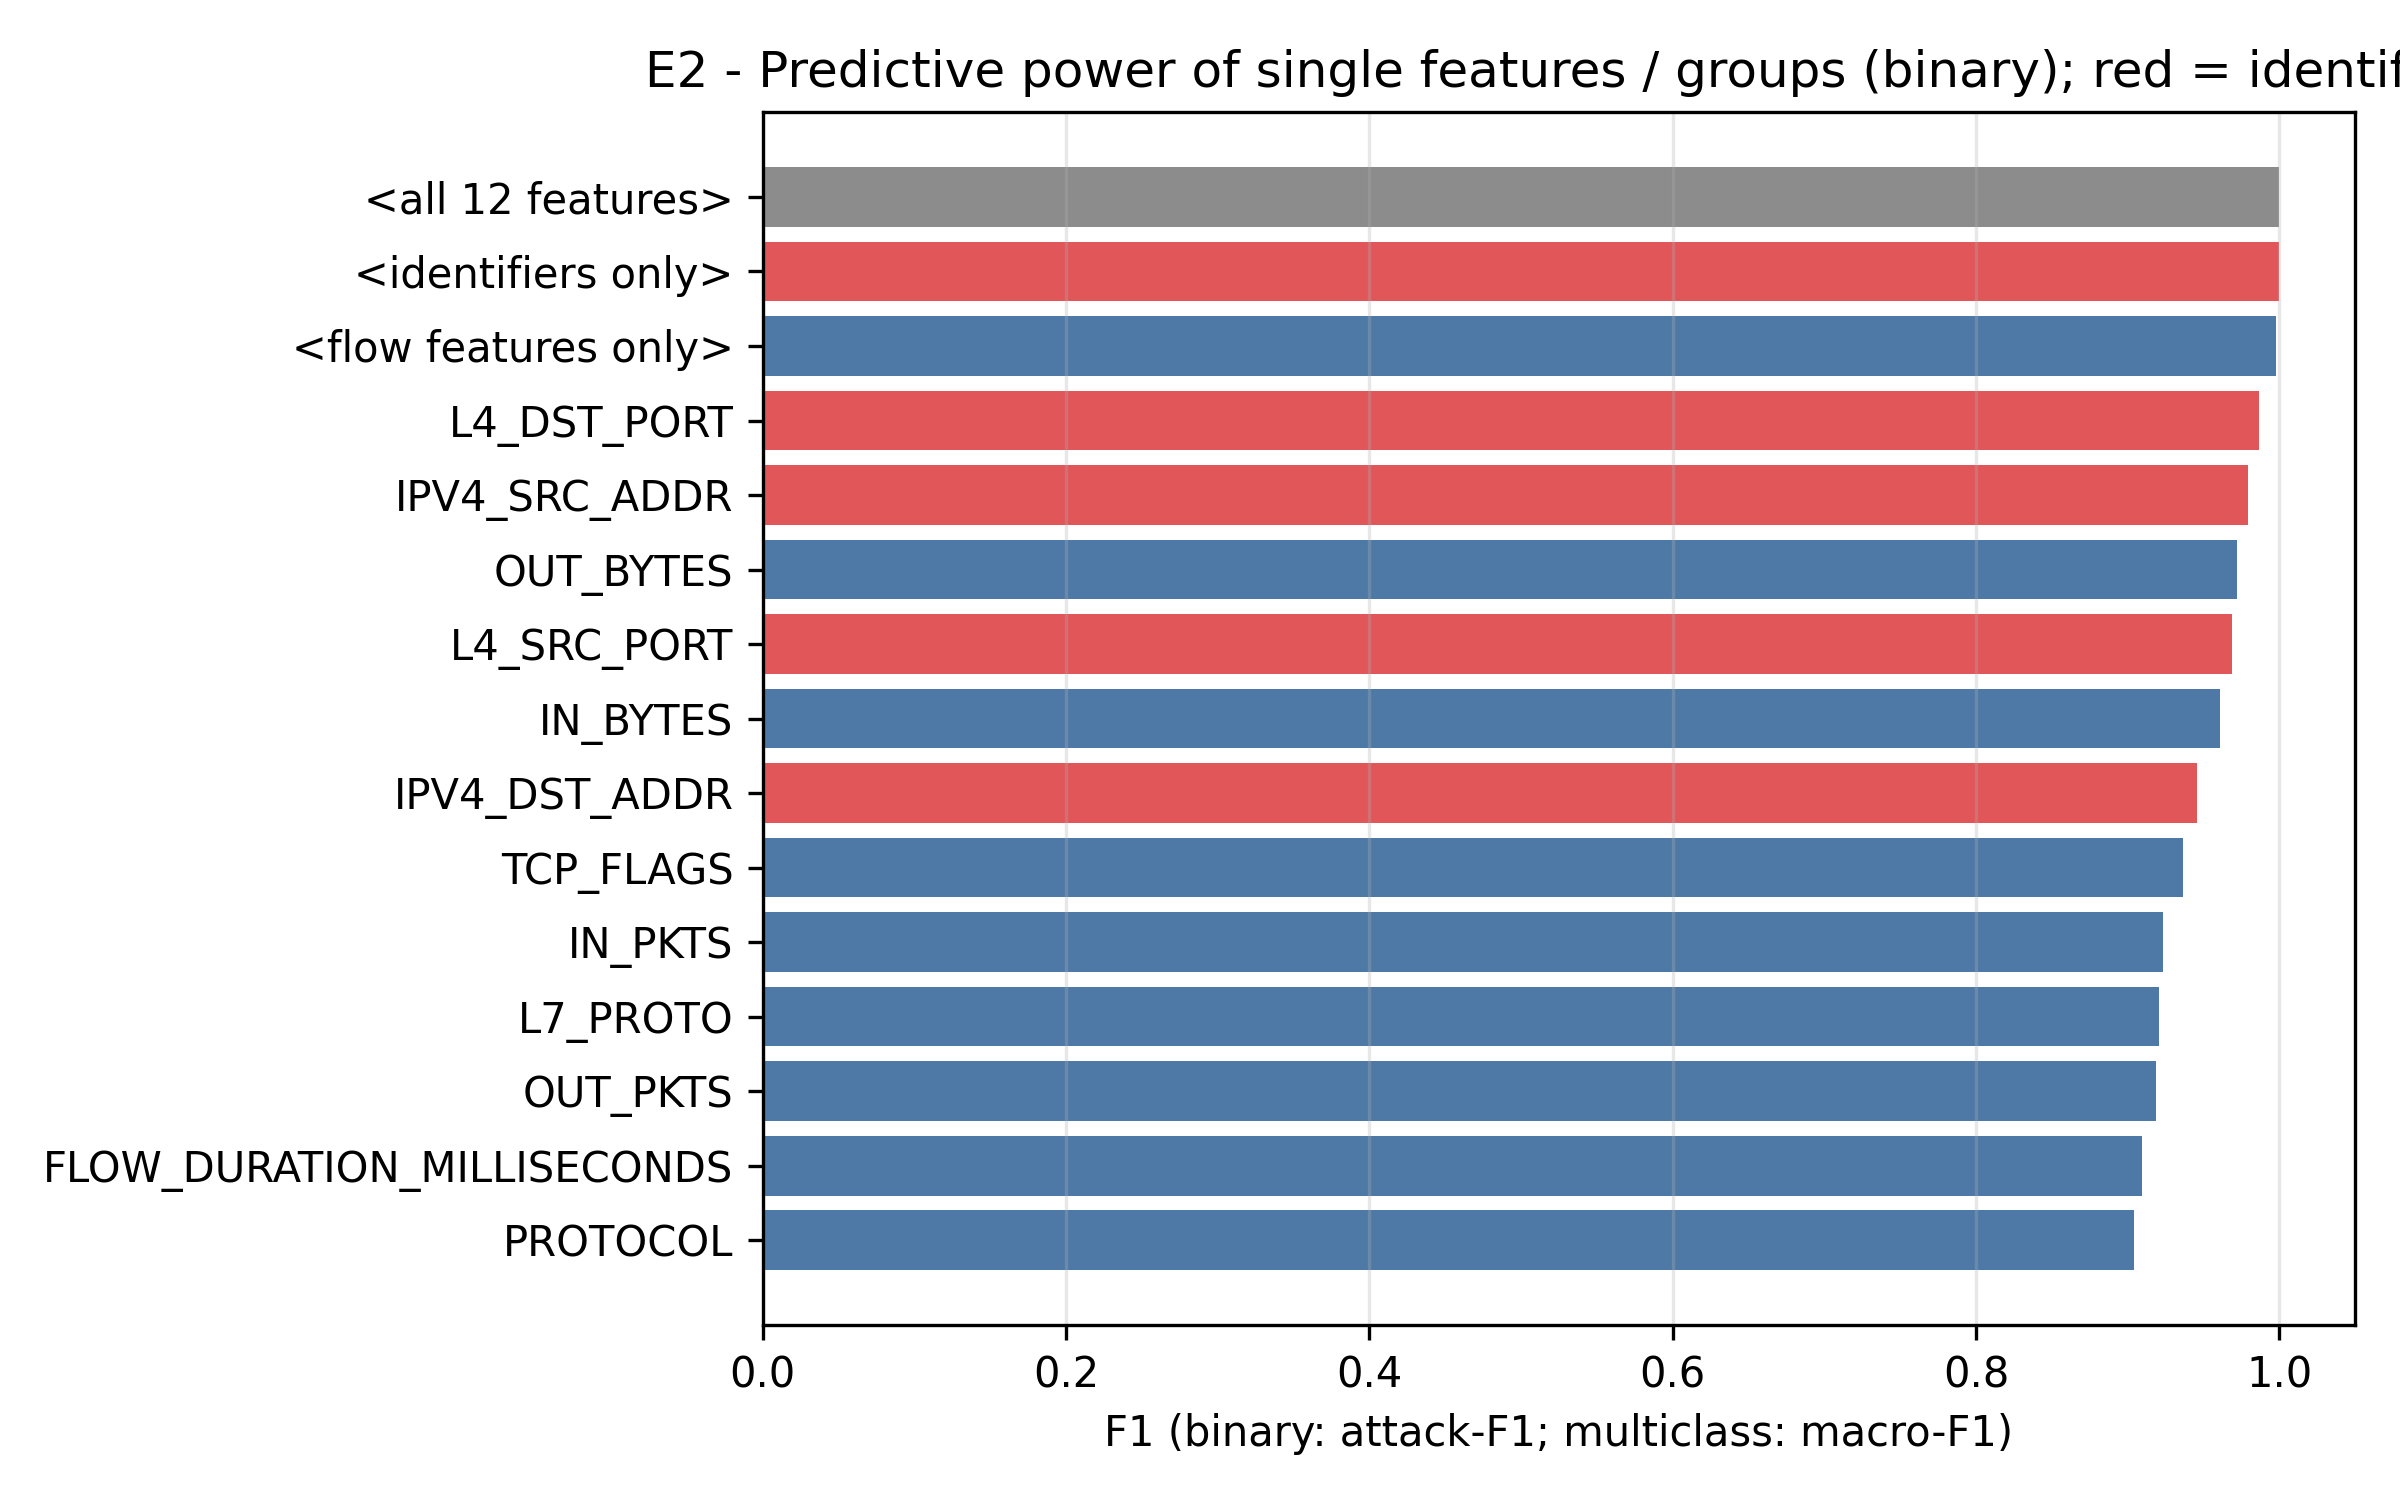 E2 - Predictive power of single features / groups (binary); red = identif
<all 12 features>
<identifiers only>
<flow features only>
L4_DST_PORT
IPV4_SRC_ADDR
OUT_BYTES
L4_SRC_PORT
IN_BYTES
IPV4_DST_ADDR
TCP_FLAGS
IN_PKTS
L7_PROTO
OUT_PKTS
FLOW_DURATION_MILLISECONDS
PROTOCOL
0.0 0.2 0.4 0.6 0.8 1.0
F1 (binary: attack-F1; multiclass: macro-F1)